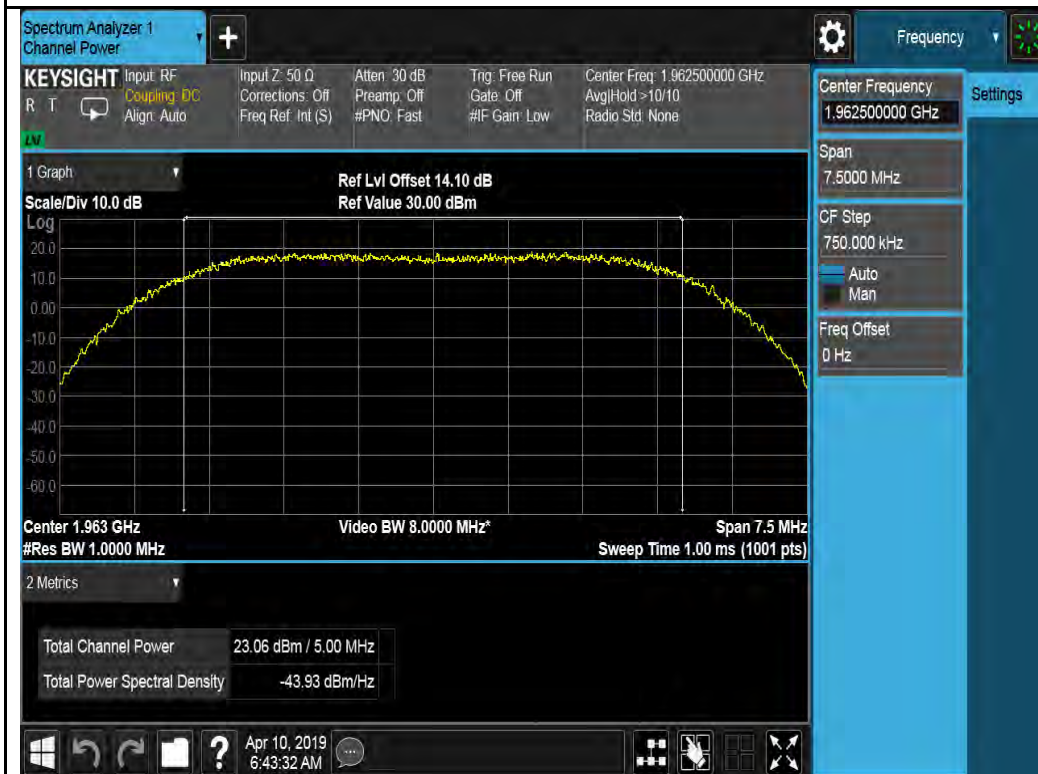 Spectrum Analyzer 1
Channel Power
+
Frequency
KEYSIGHT
R T
LXI
Input: RF
Coupling: DC
Align: Auto
Input Z: 50 Ω
Corrections: Off
Freq Ref: Int (S)
Atten: 30 dB
Preamp: Off
#PNO: Fast
Trig: Free Run
Gate: Off
#IF Gain: Low
Center Freq: 1.962500000 GHz
Avg|Hold >10/10
Radio Std: None
Center Frequency
1.962500000 GHz
Settings
Span
7.5000 MHz
CF Step
750.000 kHz
Auto
Man
Freq Offset
0 Hz
1 Graph
Scale/Div 10.0 dB
Ref Lvl Offset 14.10 dB
Ref Value 30.00 dBm
Log
20.0
10.0
0.00
-10.0
-20.0
-30.0
-40.0
-50.0
-60.0
Center 1.963 GHz
Video BW 8.0000 MHz*
Span 7.5 MHz
#Res BW 1.0000 MHz
Sweep Time 1.00 ms (1001 pts)
2 Metrics
Total Channel Power 23.06 dBm / 5.00 MHz
Total Power Spectral Density -43.93 dBm/Hz
?
Apr 10, 2019
6:43:32 AM